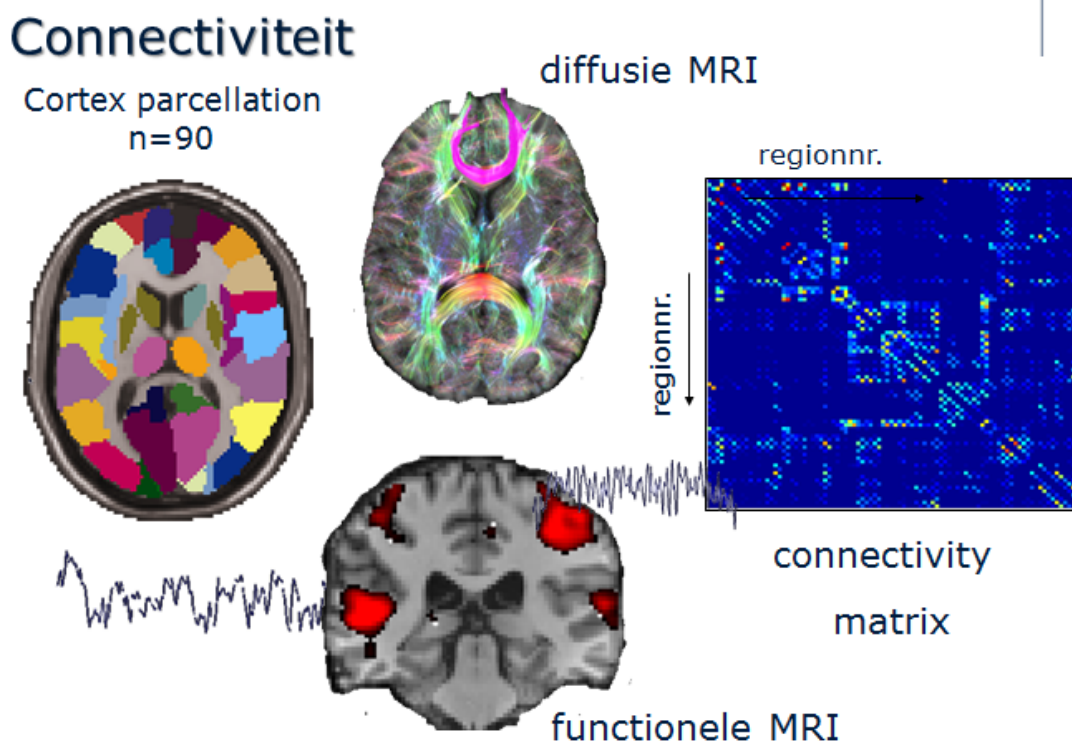 Connectiviteit
diffusie MRI
Cortex parcellation
n=90
regionnr.
regionnr.
connectivity
matrix
functionele MRI